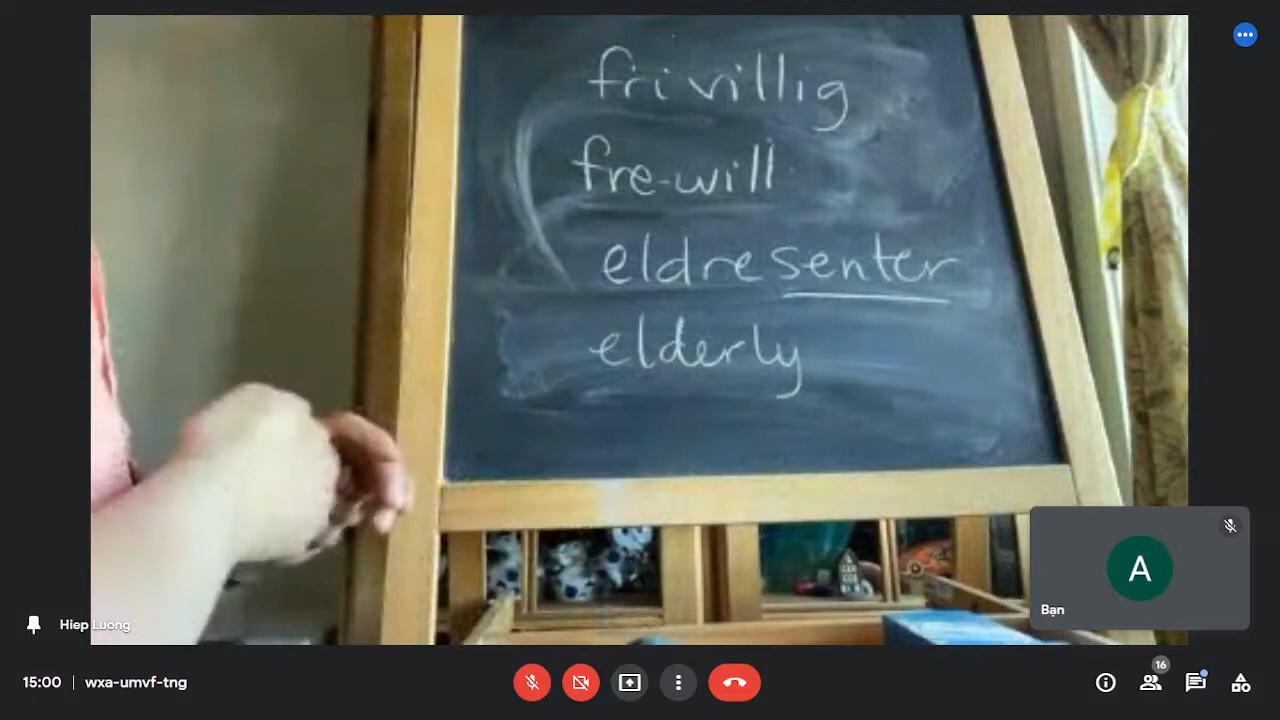 frivillig
fre-will
eldresenter
elderly
A
Bạn
Hiep Luong
15:00 | wxa-umvf-tng
16